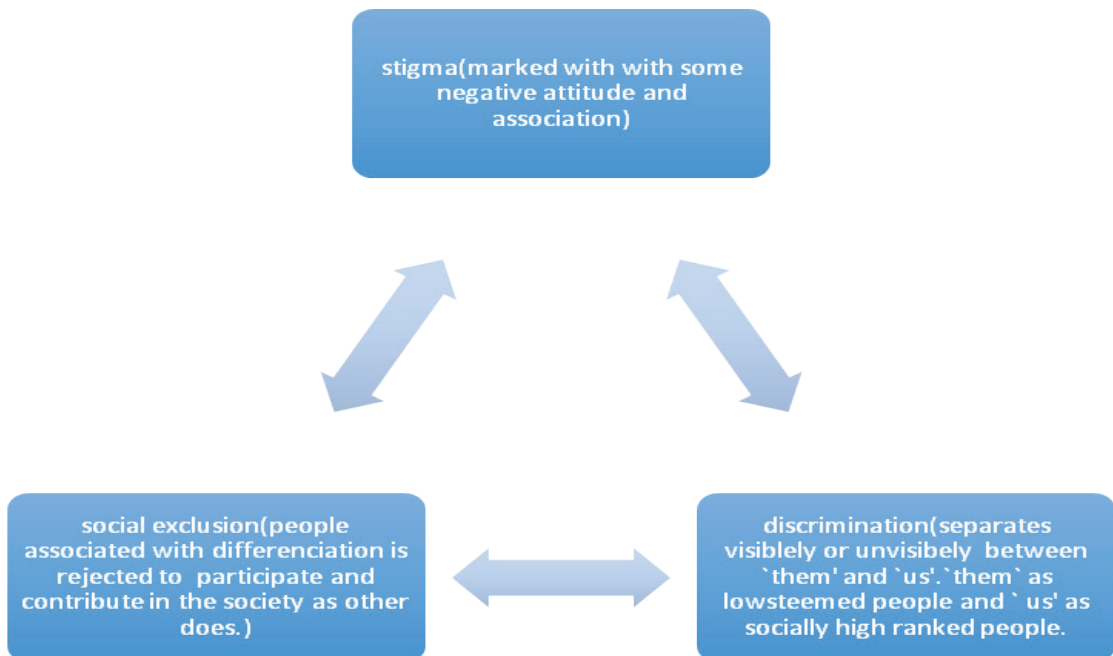 stigma(marked with with some
negative attitude and
association)
social exclusion(people
associated with differenciation is
rejected to  participate and
contribute in the society as other
does.)
discrimination(separates
visiblely or unvisibely  between
`them' and `us'.`them` as
lowsteemed people and ` us' as
socially high ranked people.